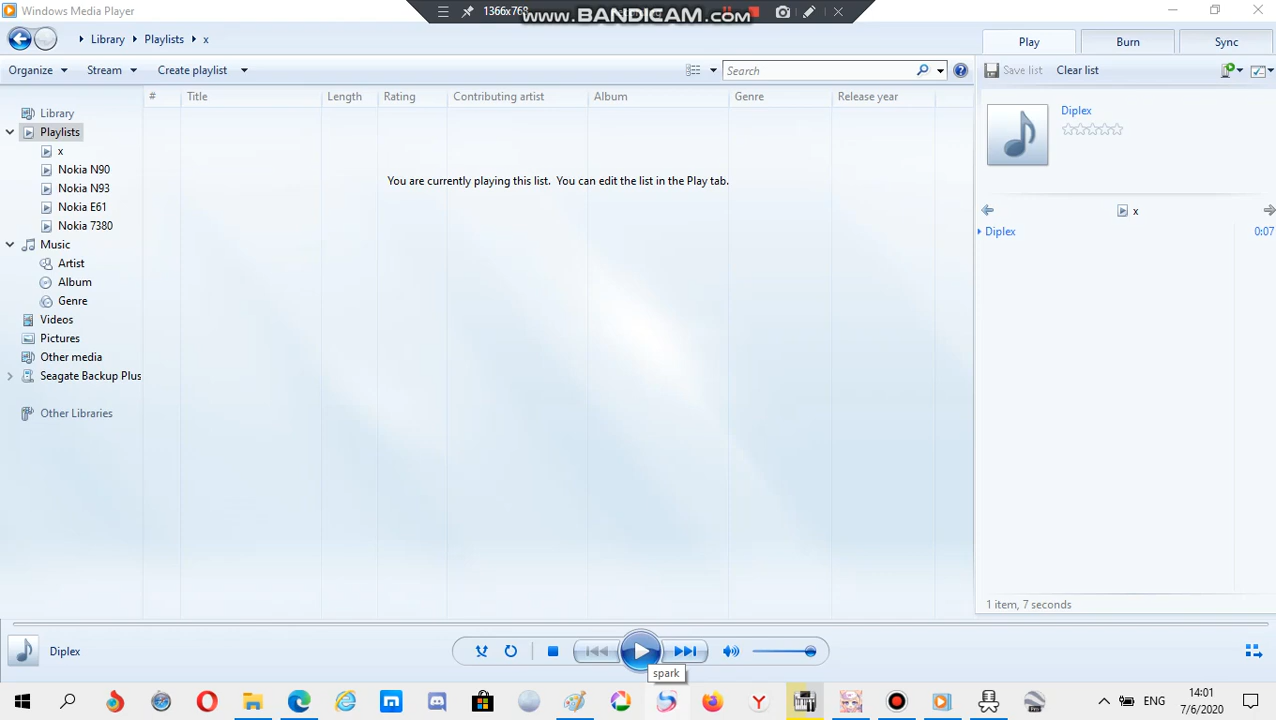 Windows Media Player
1366x768
www.BANDICAM.com
Library
Playlists
x
Play
Burn
Sync
Organize
Stream
Create playlist
Search
Save list
Clear list
#
Title
Length
Rating
Contributing artist
Album
Genre
Release year
Library
Playlists
x
Nokia N90
Nokia N93
Nokia E61
Nokia 7380
Music
Artist
Album
Genre
Videos
Pictures
Other media
Seagate Backup Plus
Other Libraries
You are currently playing this list. You can edit the list in the Play tab.
Diplex
x
Diplex 0:07
1 item, 7 seconds
Diplex
spark
ENG
14:01
7/6/2020